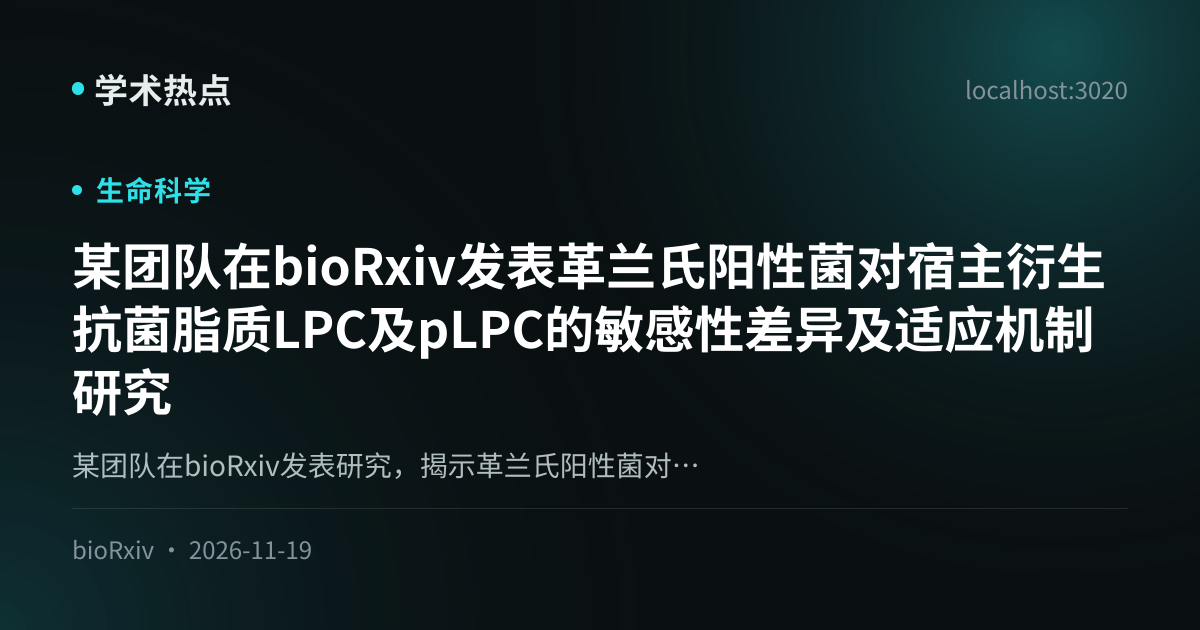 学术热点
localhost:3020
生命科学
某团队在bioRxiv发表革兰氏阳性菌对宿主衍生
抗菌脂质LPC及pLPC的敏感性差异及适应机制
研究
某团队在bioRxiv发表研究，揭示革兰氏阳性菌对…
bioRxiv • 2026-11-19